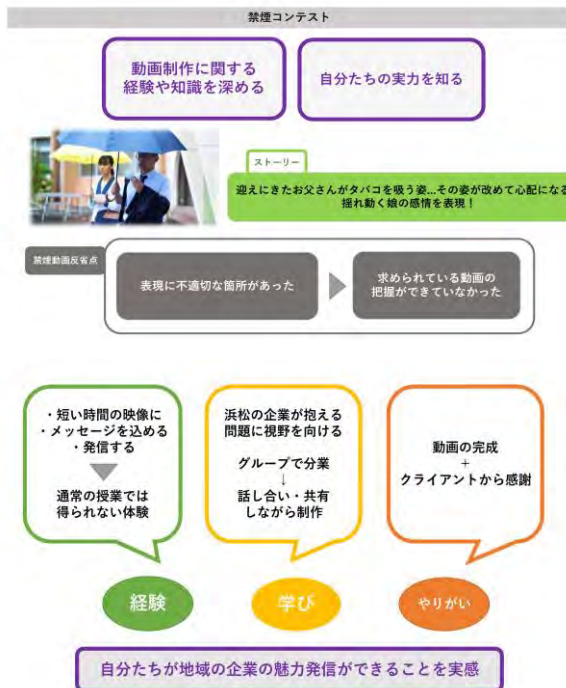 禁煙コンテスト
動画制作に関する
経験や知識を深める
自分たちの実力を知る
ストーリー
迎えにきたお父さんがタバコを吸う姿...その姿が改めて心配になる
揺れ動く娘の感情を表現！
禁煙動画反省点
表現に不適切な箇所があった
求められている動画の
把握ができていなかった
・短い時間の映像に
・メッセージを込める
・発信する
通常の授業では
得られない体験
浜松の企業が抱える
問題に視野を向ける
グループで分業
↓
話し合い・共有
しながら制作
動画の完成
+
クライアントから感謝
経験
学び
やりがい
自分たちが地域の企業の魅力発信ができることを実感